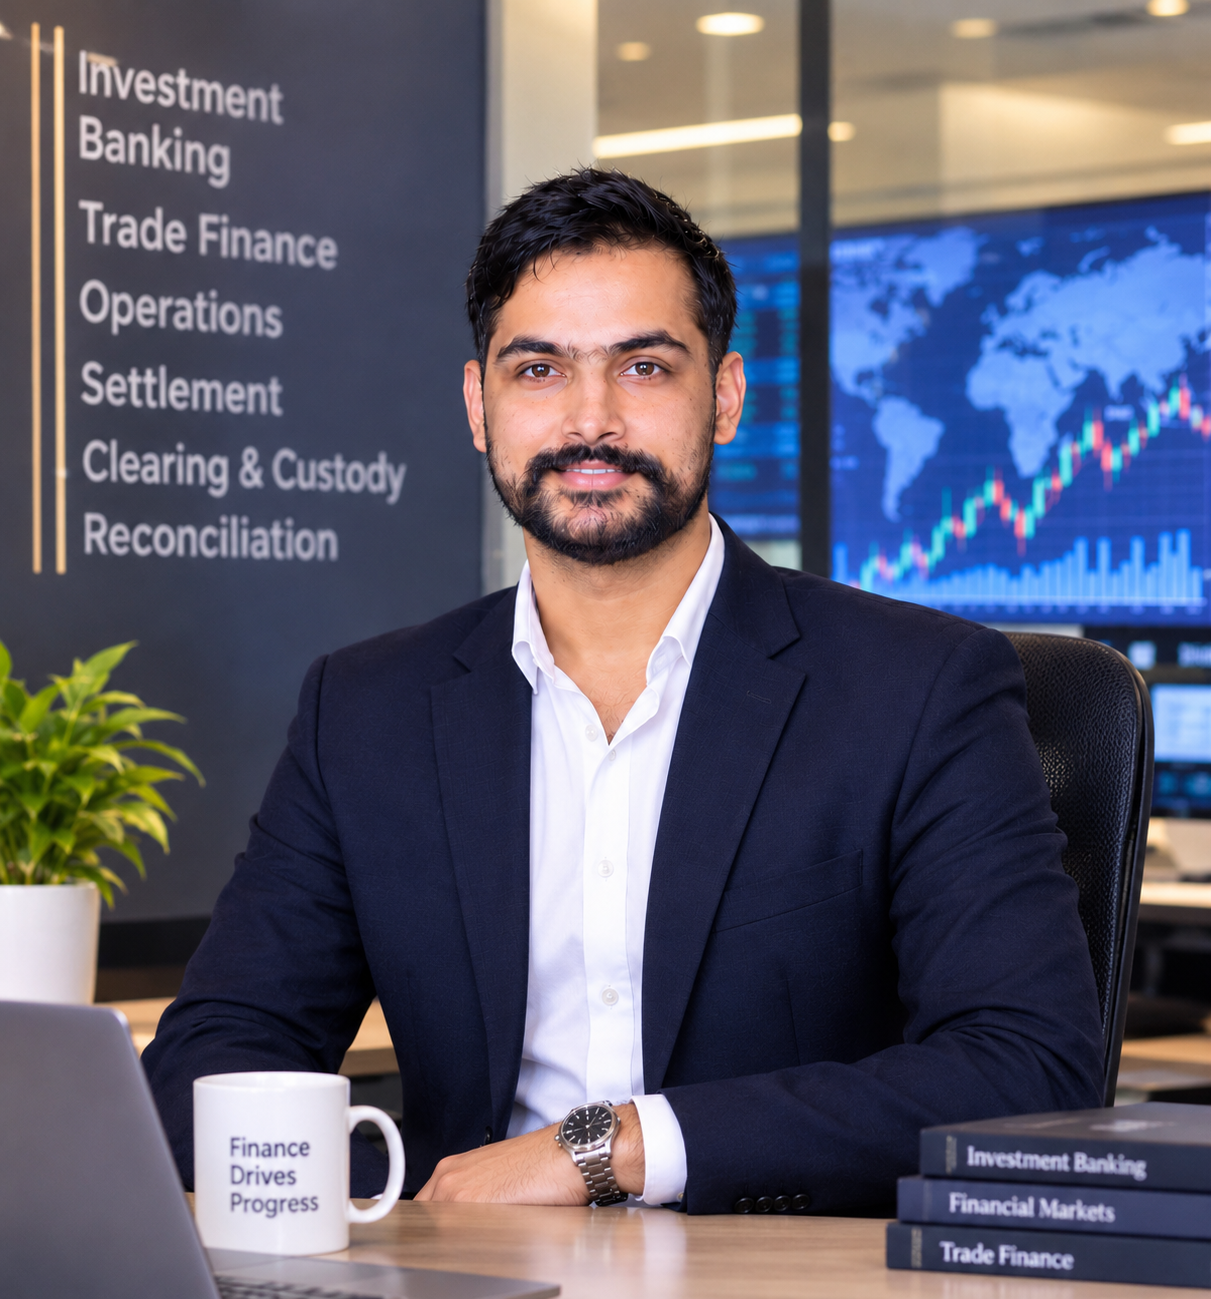 Investment
Banking
Trade Finance
Operations
Settlement
Clearing & Custody
Reconciliation
Finance
Drives
Progress
Investment Banking
Financial Markets
Trade Finance